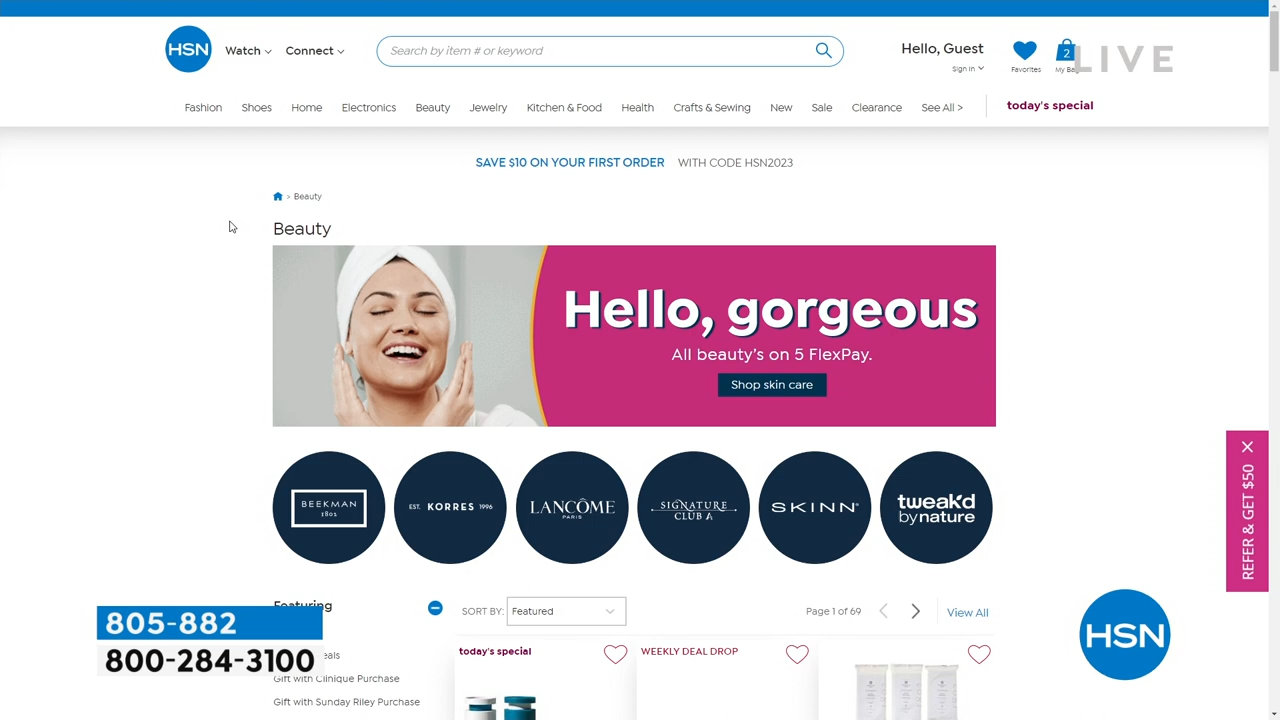 HSN
Watch
Connect
Search by item # or keyword
Hello, Guest
Sign In
Favorites
2
LIVE
Fashion
Shoes
Home
Electronics
Beauty
Jewelry
Kitchen & Food
Health
Crafts & Sewing
New
Sale
Clearance
See All >
today's special
SAVE $10 ON YOUR FIRST ORDER WITH CODE HSN2023
> Beauty
Beauty
Hello, gorgeous
All beauty's on 5 FlexPay.
Shop skin care
BEEKMAN
1802
EST. KORRES 1996
LANCÔME
PARIS
SIGNATURE
CLUB A
SKINN®
tweak'd
by nature
REFER & GET $50
Featuring
SORT BY: Featured
Page 1 of 69
View All
805-882
800-284-3100
today's special
WEEKLY DEAL DROP
Gift with Clinique Purchase
Gift with Sunday Riley Purchase
HSN